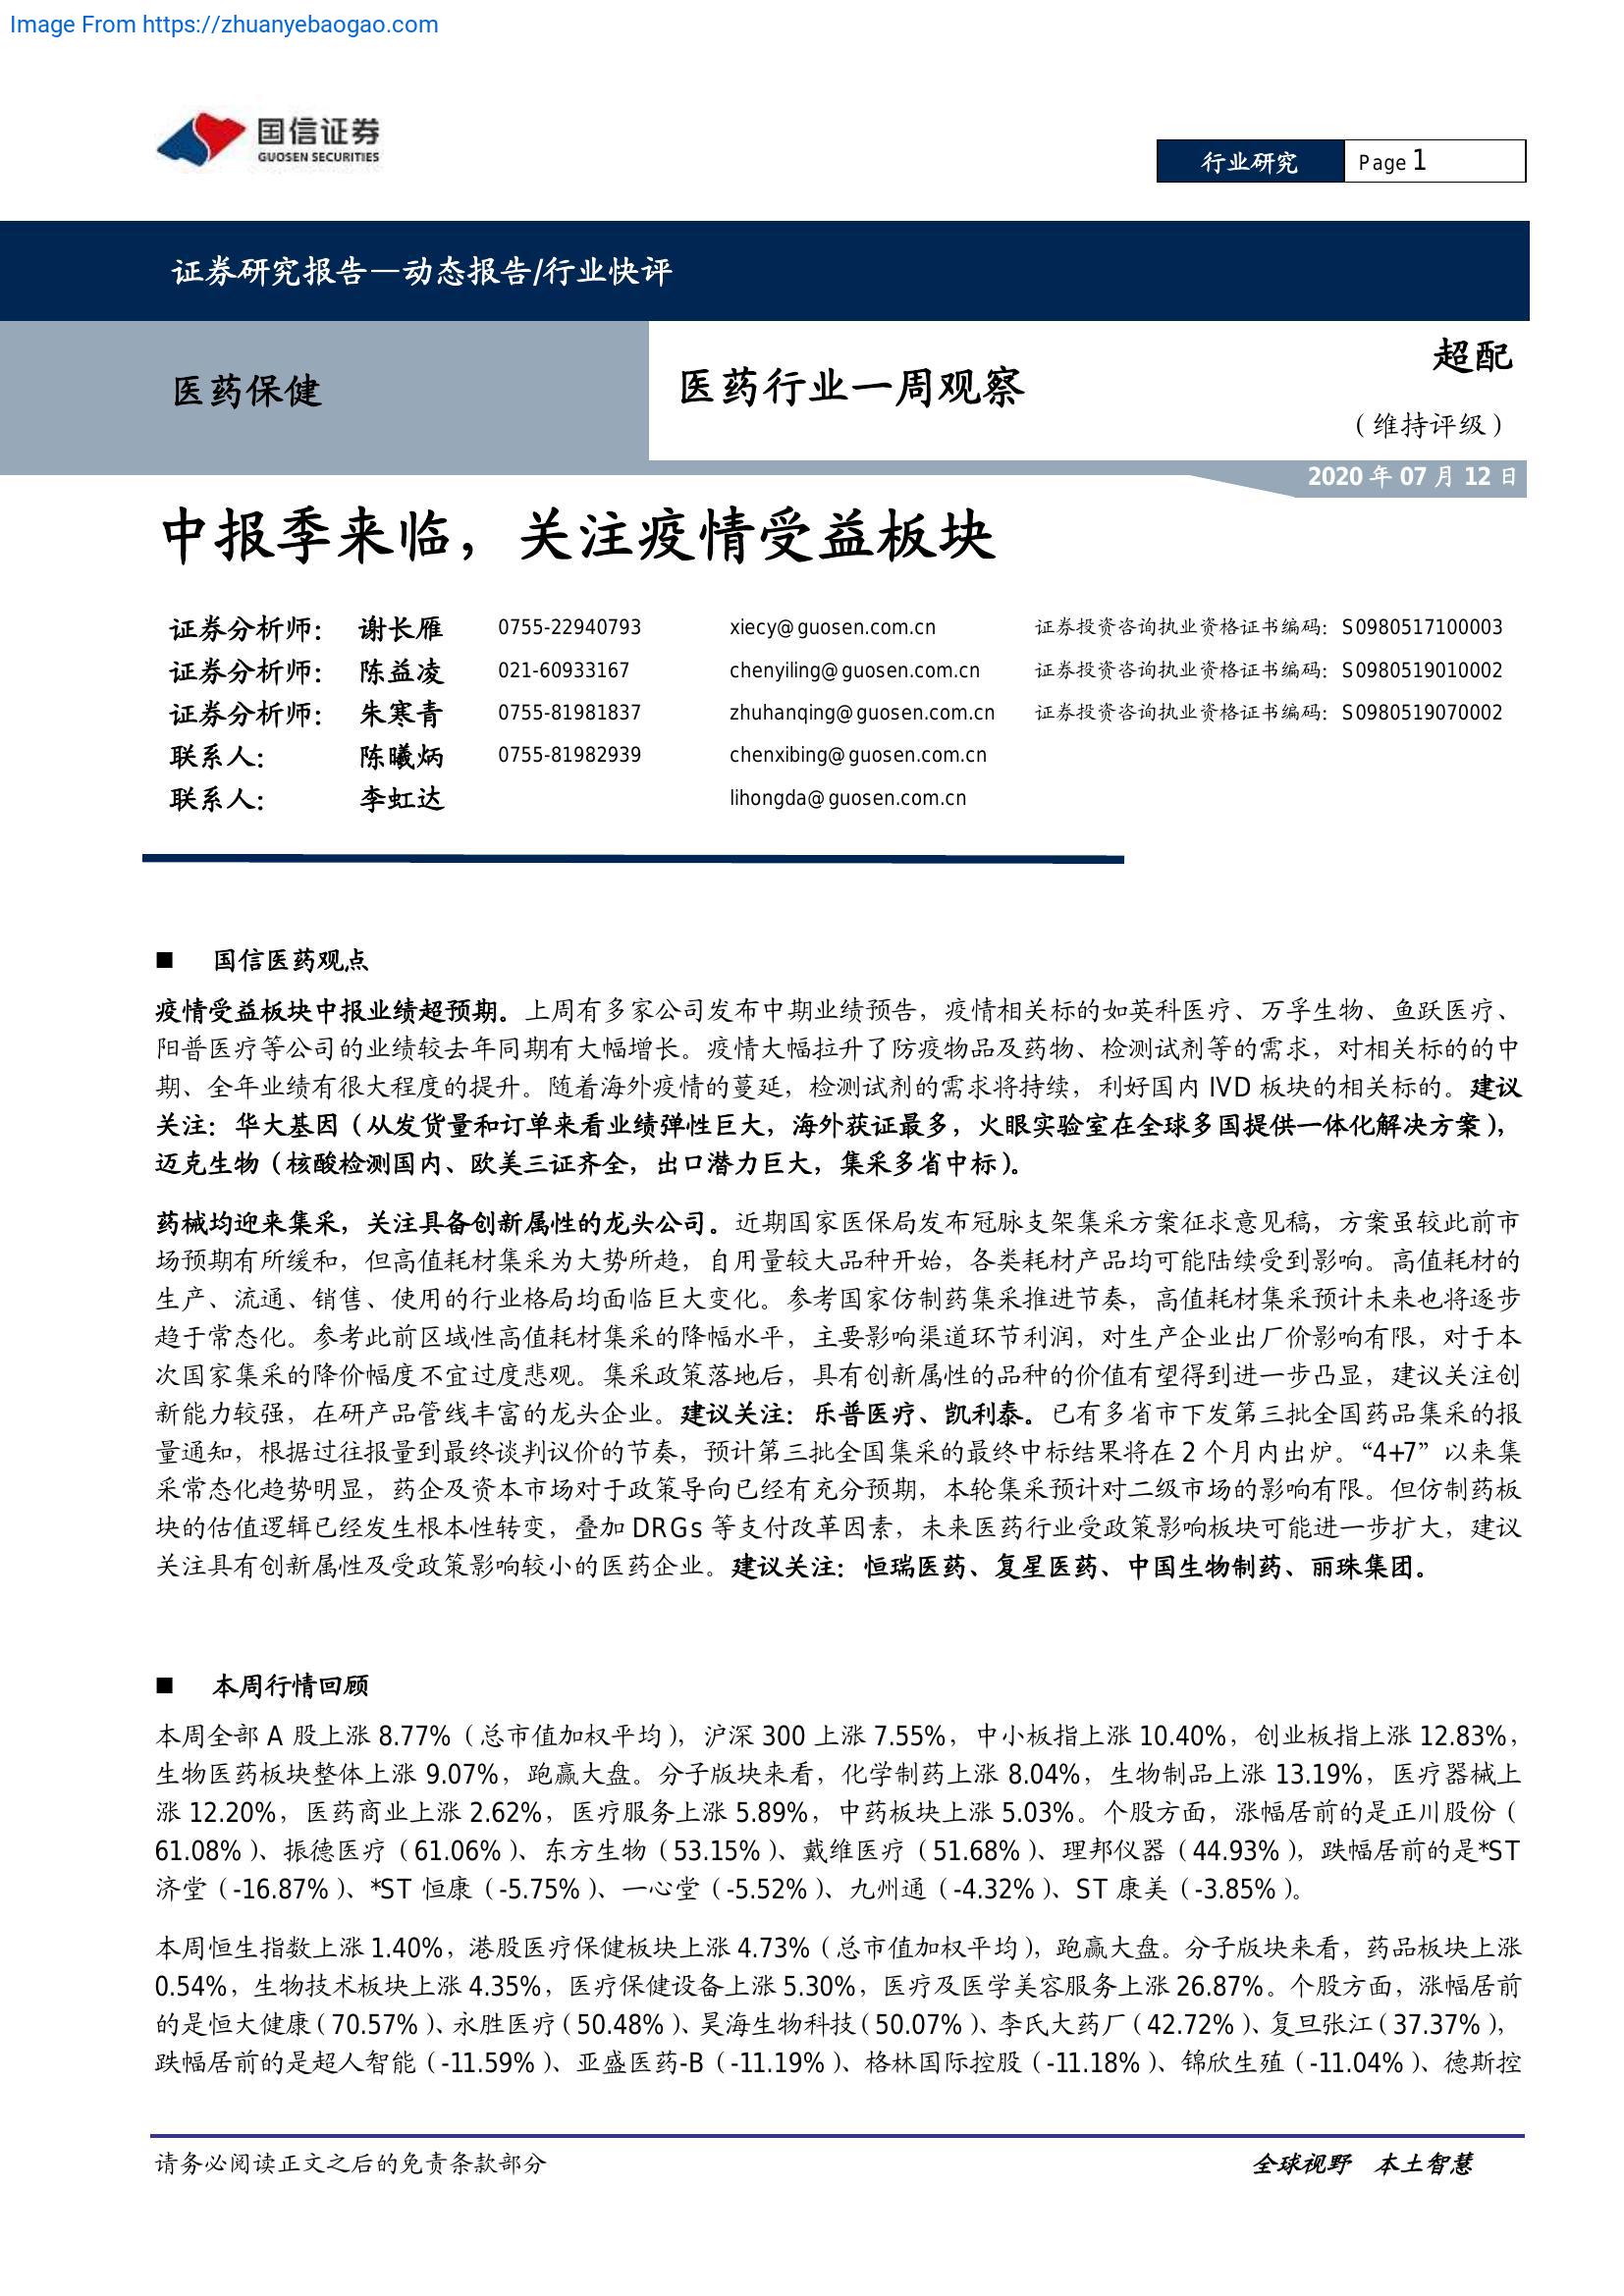 Image From https://zhuanyebaogao.com
国信证券
GUOSEN SECURITIES
行业研究 Page 1
证券研究报告—动态报告/行业快评
医药保健
医药行业一周观察
超配
（维持评级）
2020 年 07 月 12 日
中报季来临，关注疫情受益板块
证券分析师： 谢长雁 0755-22940793 xiecy@guosen.com.cn 证券投资咨询执业资格证书编码：S0980517100003
证券分析师： 陈益凌 021-60933167 chenyiling@guosen.com.cn 证券投资咨询执业资格证书编码：S0980519010002
证券分析师： 朱寒青 0755-81981837 zhuhanqing@guosen.com.cn 证券投资咨询执业资格证书编码：S0980519070002
联系人： 陈曦炳 0755-81982939 chenxibing@guosen.com.cn
联系人： 李虹达 lihongda@guosen.com.cn
■ 国信医药观点
疫情受益板块中报业绩超预期。上周有多家公司发布中期业绩预告，疫情相关标的如英科医疗、万孚生物、鱼跃医疗、
阳普医疗等公司的业绩较去年同期有大幅增长。疫情大幅拉升了防疫物品及药物、检测试剂等的需求，对相关标的的中
期、全年业绩有很大程度的提升。随着海外疫情的蔓延，检测试剂的需求将持续，利好国内 IVD 板块的相关标的。建议
关注：华大基因（从发货量和订单来看业绩弹性巨大，海外获证最多，火眼实验室在全球多国提供一体化解决方案），
迈克生物（核酸检测国内、欧美三证齐全，出口潜力巨大，集采多省中标）。
药械均迎来集采，关注具备创新属性的龙头公司。近期国家医保局发布冠脉支架集采方案征求意见稿，方案虽较此前市
场预期有所缓和，但高值耗材集采为大势所趋，自用量较大品种开始，各类耗材产品均可能陆续受到影响。高值耗材的
生产、流通、销售、使用的行业格局均面临巨大变化。参考国家仿制药集采推进节奏，高值耗材集采预计未来也将逐步
趋于常态化。参考此前区域性高值耗材集采的降幅水平，主要影响渠道环节利润，对生产企业出厂价影响有限，对于本
次国家集采的降价幅度不宜过度悲观。集采政策落地后，具有创新属性的品种的价值有望得到进一步凸显，建议关注创
新能力较强，在研产品管线丰富的龙头企业。建议关注：乐普医疗、凯利泰。已有多省市下发第三批全国药品集采的报
量通知，根据过往报量到最终谈判议价的节奏，预计第三批全国集采的最终中标结果将在 2 个月内出炉。“4+7”以来集
采常态化趋势明显，药企及资本市场对于政策导向已经有充分预期，本轮集采预计对二级市场的影响有限。但仿制药板
块的估值逻辑已经发生根本性转变，叠加 DRGs 等支付改革因素，未来医药行业受政策影响板块可能进一步扩大，建议
关注具有创新属性及受政策影响较小的医药企业。建议关注：恒瑞医药、复星医药、中国生物制药、丽珠集团。
■ 本周行情回顾
本周全部 A 股上涨 8.77%（总市值加权平均），沪深 300 上涨 7.55%，中小板指上涨 10.40%，创业板指上涨 12.83%，
生物医药板块整体上涨 9.07%，跑赢大盘。分子版块来看，化学制药上涨 8.04%，生物制品上涨 13.19%，医疗器械上
涨 12.20%，医药商业上涨 2.62%，医疗服务上涨 5.89%，中药板块上涨 5.03%。个股方面，涨幅居前的是正川股份（
61.08%）、振德医疗（61.06%）、东方生物（53.15%）、戴维医疗（51.68%）、理邦仪器（44.93%），跌幅居前的是*ST
济堂（-16.87%）、*ST 恒康（-5.75%）、一心堂（-5.52%）、九州通（-4.32%）、ST 康美（-3.85%）。
本周恒生指数上涨 1.40%，港股医疗保健板块上涨 4.73%（总市值加权平均），跑赢大盘。分子版块来看，药品板块上涨
0.54%，生物技术板块上涨 4.35%，医疗保健设备上涨 5.30%，医疗及医学美容服务上涨 26.87%。个股方面，涨幅居前
的是恒大健康（70.57%）、永胜医疗（50.48%）、昊海生物科技（50.07%）、李氏大药厂（42.72%）、复旦张江（37.37%），
跌幅居前的是超人智能（-11.59%）、亚盛医药-B（-11.19%）、格林国际控股（-11.18%）、锦欣生殖（-11.04%）、德斯控
请务必阅读正文之后的免责条款部分
全球视野 本土智慧